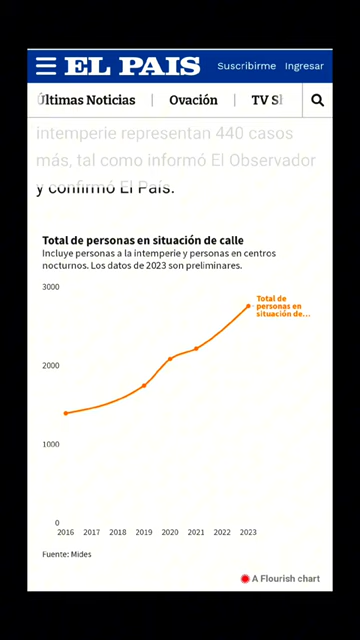 EL PAIS
Suscribirme
Ingresar
Últimas Noticias | Ovación | TV S
intemperie representan 440 casos
más, tal como informó El Observador
y confirmó El País.
Total de personas en situación de calle
Incluye personas a la intemperie y personas en centros
nocturnos. Los datos de 2023 son preliminares.
3000
Total de
personas en
situación de...
2000
1000
0
2016 2017 2018 2019 2020 2021 2022 2023
Fuente: Mides
A Flourish chart